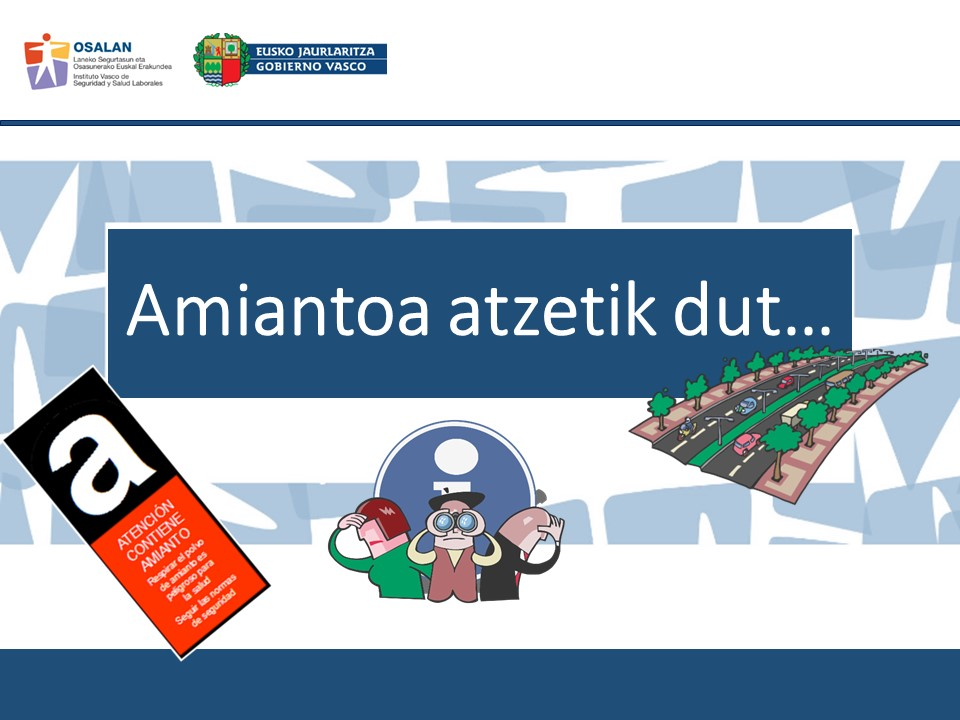 OSALAN
Laneko Segurtasun eta
Osasunerako Euskal Erakundea
Instituto Vasco de
Seguridad y Salud Laborales
EUSKO JAURLARITZA
GOBIERNO VASCO
Amiantoa atzetik dut...
a
ATENCIÓN
CONTIENE
AMIANTO
Respirar el polvo
de amianto es
peligroso para
la salud
Seguir las normas
de seguridad
i